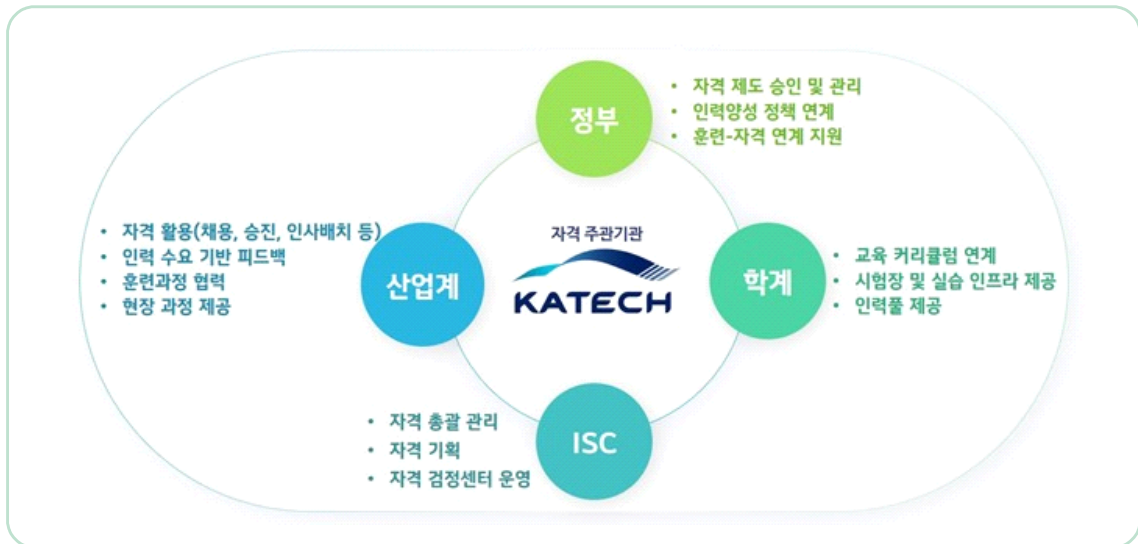 정부
• 자격 제도 승인 및 관리
• 인력양성 정책 연계
• 훈련-자격 연계 지원
• 자격 활용(채용, 승진, 인사배치 등)
• 인력 수요 기반 피드백
• 훈련과정 협력
• 현장 과정 제공
산업계
자격 주관기관
KATECH
학계
• 교육 커리큘럼 연계
• 시험장 및 실습 인프라 제공
• 인력풀 제공
• 자격 총괄 관리
• 자격 기획
• 자격 검정센터 운영
ISC